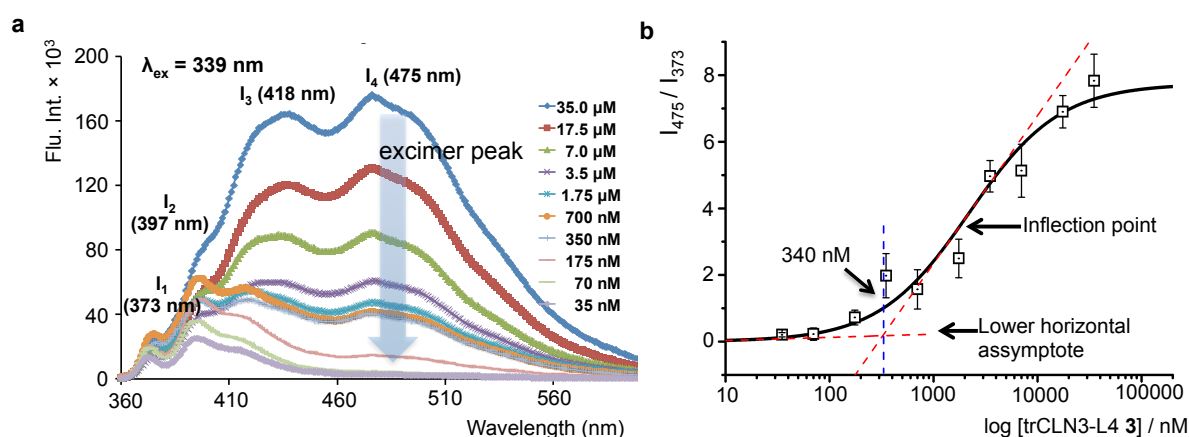 a
b
Flu. Int. × 10³
200
160
120
80
40
0
λex = 339 nm
I4 (475 nm)
I3 (418 nm)
I2
(397 nm)
I1
(373 nm)
excimer peak
35.0 µM
17.5 µM
7.0 µM
3.5 µM
1.75 µM
700 nM
350 nM
175 nM
70 nM
35 nM
360 410 460 510 560
Wavelength (nm)
I475 / I373
8
6
4
2
0
340 nM
Inflection point
Lower horizontal
assymptote
10 100 1000 10000 100000
log [trCLN3-L4 3] / nM